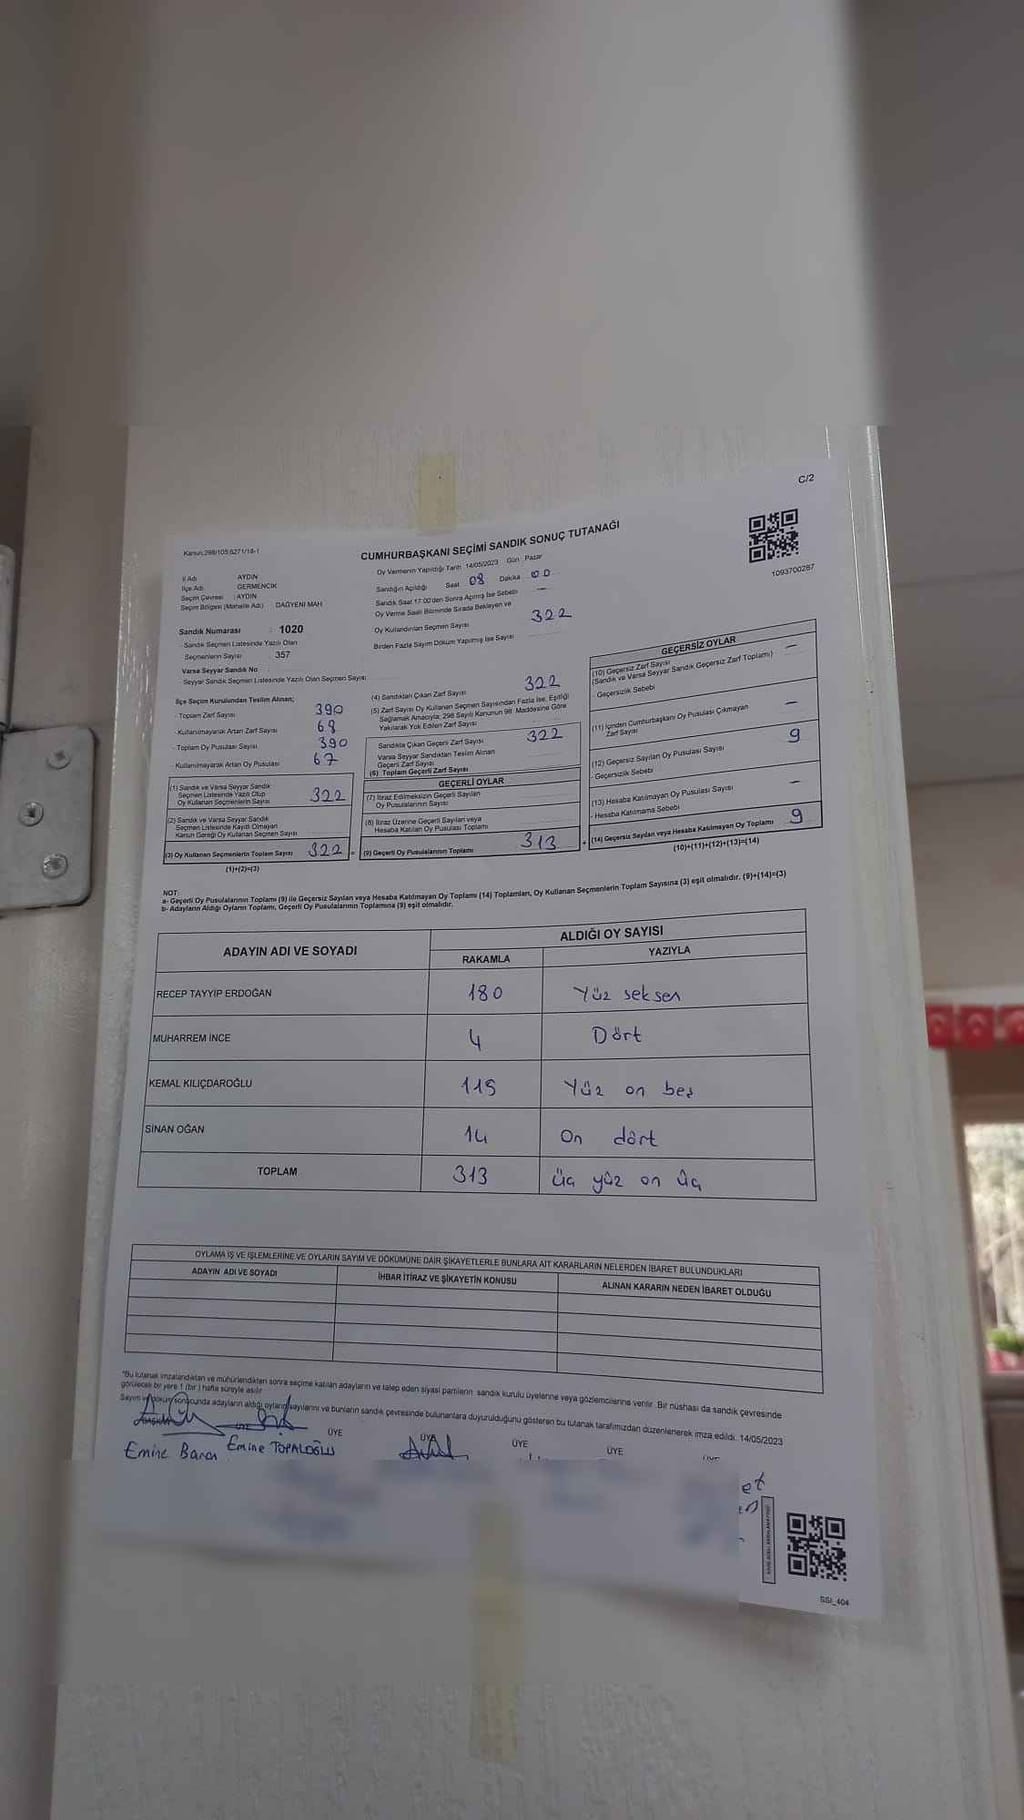 C/2
Kanun:298/105,6271/18-1
CUMHURBAŞKANI SEÇİMİ SANDIK SONUÇ TUTANAĞI
1093700287
İl Adı : AYDIN
İlçe Adı : GERMENCİK
Seçim Çevresi : AYDIN
Seçim Bölgesi (Mahalle Adı) : DAĞYENİ MAH
Oy Vermenin Yapıldığı Tarih 14/05/2023 Gün Pazar
Sandığın Açıldığı Saat 08 Dakika 00
Sandık Saat 17:00'den Sonra Açılmış İse Sebebi —
Oy Verme Saati Bitiminde Sırada Bekleyen ve
Oy Kullandırılan Seçmen Sayısı 322
Birden Fazla Sayım Döküm Yapılmış İse Sayısı
Sandık Numarası : 1020
Sandık Seçmen Listesinde Yazılı Olan
Seçmenlerin Sayısı 357
Varsa Seyyar Sandık No
Seyyar Sandık Seçmen Listesinde Yazılı Olan Seçmen Sayısı
İlçe Seçim Kurulundan Teslim Alınan;
- Toplam Zarf Sayısı 390
- Kullanılmayarak Artan Zarf Sayısı 68
- Toplam Oy Pusulası Sayısı 390
- Kullanılmayarak Artan Oy Pusulası 67
(1) Sandık ve Varsa Seyyar Sandık
Seçmen Listesinde Yazılı Olup
Oy Kullanan Seçmenlerin Sayısı 322
(2) Sandık ve Varsa Seyyar Sandık
Seçmen Listesinde Kayıtlı Olmayan
Kanun Gereği Oy Kullanan Seçmen Sayısı
(3) Oy Kullanan Seçmenlerin Toplam Sayısı 322
(1)+(2)=(3)
(4) Sandıktan Çıkan Zarf Sayısı 322
(5) Zarf Sayısı Oy Kullanan Seçmen Sayısından Fazla İse, Eşitliği
Sağlamak Amacıyla; 298 Sayılı Kanunun 98. Maddesine Göre
Yakılarak Yok Edilen Zarf Sayısı
Sandıkta Çıkan Geçerli Zarf Sayısı 322
Varsa Seyyar Sandıktan Teslim Alınan
Geçerli Zarf Sayısı
(6) Toplam Geçerli Zarf Sayısı
GEÇERLİ OYLAR
(7) İtiraz Edilmeksizin Geçerli Sayılan
Oy Pusulalarının Sayısı
(8) İtiraz Üzerine Geçerli Sayılan veya
Hesaba Katılan Oy Pusulası Toplamı
(9) Geçerli Oy Pusulalarının Toplamı 313
GEÇERSİZ OYLAR
(10) Geçersiz Zarf Sayısı —
(Sandık ve Varsa Seyyar Sandık Geçersiz Zarf Toplamı)
- Geçersizlik Sebebi
(11) İçinden Cumhurbaşkanı Oy Pusulası Çıkmayan —
Zarf Sayısı
(12) Geçersiz Sayılan Oy Pusulası Sayısı 9
- Geçersizlik Sebebi
(13) Hesaba Katılmayan Oy Pusulası Sayısı —
- Hesaba Katılmama Sebebi
(14) Geçersiz Sayılan veya Hesaba Katılmayan Oy Toplamı 9
(10)+(11)+(12)+(13)=(14)
NOT:
a- Geçerli Oy Pusulalarının Toplamı (9) ile Geçersiz Sayılan veya Hesaba Katılmayan Oy Toplamı (14) Toplamları, Oy Kullanan Seçmenlerin Toplam Sayısına (3) eşit olmalıdır. (9)+(14)=(3)
b- Adayların Aldığı Oyların Toplamı, Geçerli Oy Pusulalarının Toplamına (9) eşit olmalıdır.
ADAYIN ADI VE SOYADI ALDIĞI OY SAYISI
RAKAMLA YAZIYLA
RECEP TAYYİP ERDOĞAN 180 Yüz seksen
MUHARREM İNCE 4 Dört
KEMAL KILIÇDAROĞLU 115 Yüz on beş
SİNAN OĞAN 14 On dört
TOPLAM 313 üç yüz on üç
OYLAMA İŞ VE İŞLEMLERİNE VE OYLARIN SAYIM VE DÖKÜMÜNE DAİR ŞİKAYETLERLE BUNLARA AİT KARARLARIN NELERDEN İBARET BULUNDUKLARI
ADAYIN ADI VE SOYADI İHBAR İTİRAZ VE ŞİKAYETİN KONUSU ALINAN KARARIN NEDEN İBARET OLDUĞU
*Bu tutanak imzalandıktan ve mühürlendikten sonra seçime katılan adayların ve talep eden siyasi partilerin sandık kurulu üyelerine veya gözlemcilerine verilir. Bir nüshası da sandık çevresinde
görülecek bir yere 1 (bir) hafta süreyle asılır.
Sayım ve döküm sonucunda adayların aldığı oyların sayılarını ve bunların sandık çevresinde bulunanlara duyurulduğunu gösteren bu tutanak tarafımızdan düzenlenerek imza edildi. 14/05/2023
BAŞKAN ÜYE ÜYE ÜYE ÜYE ÜYE
Emine Baran Emine TOPALOĞLU
SSI_404